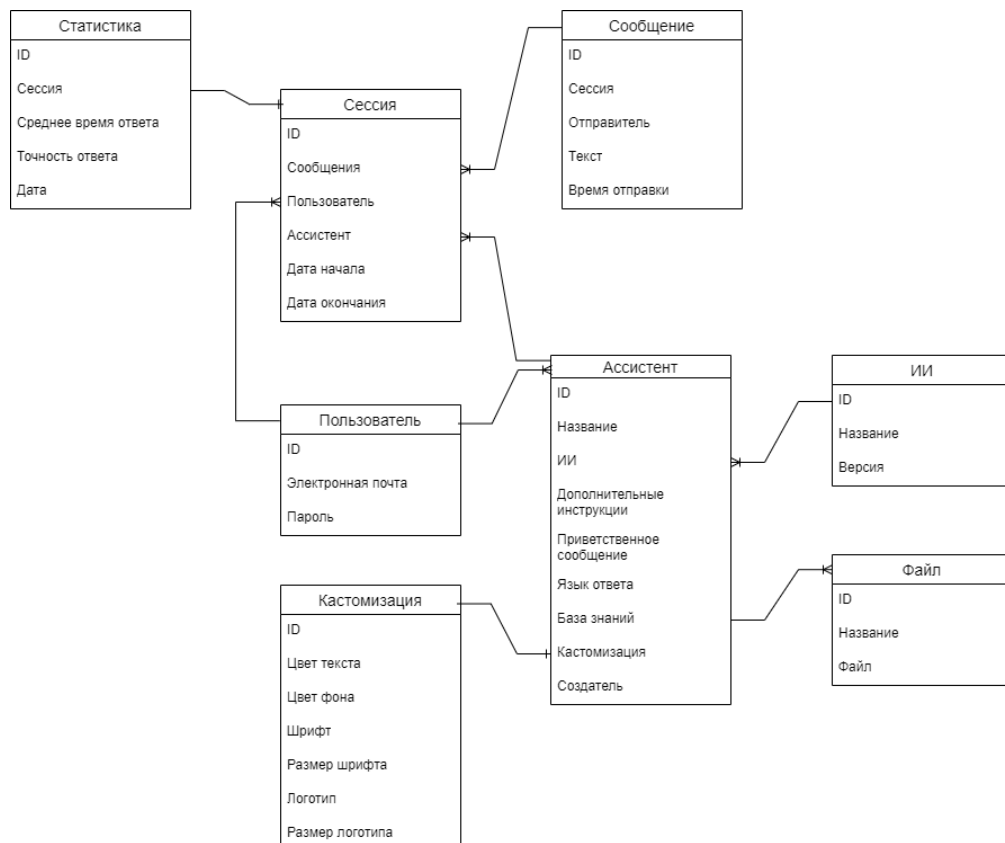 Статистика
ID
Сессия
Среднее время ответа
Точность ответа
Дата
Сообщение
ID
Сессия
Отправитель
Текст
Время отправки
Сессия
ID
Сообщения
Пользователь
Ассистент
Дата начала
Дата окончания
Ассистент
ID
Название
ИИ
Дополнительные
инструкции
Приветственное
сообщение
Язык ответа
База знаний
Кастомизация
Создатель
ИИ
ID
Название
Версия
Пользователь
ID
Электронная почта
Пароль
Файл
ID
Название
Файл
Кастомизация
ID
Цвет текста
Цвет фона
Шрифт
Размер шрифта
Логотип
Размер логотипа